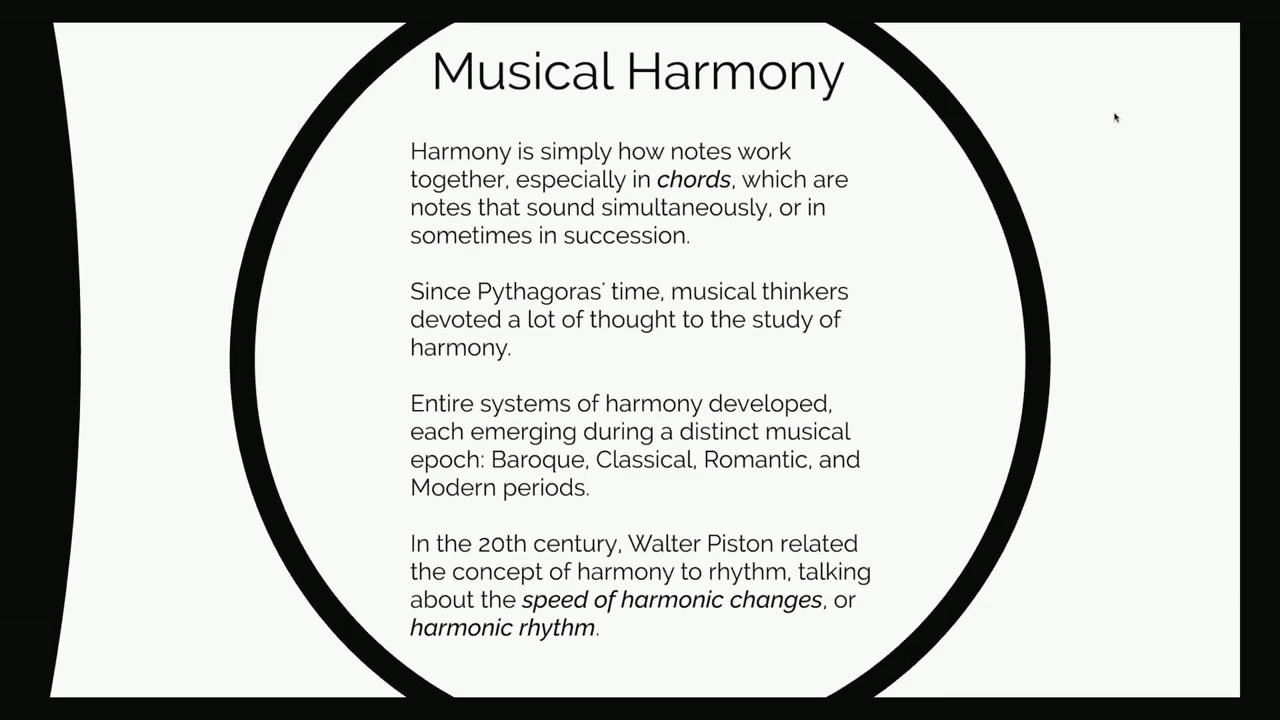 Musical Harmony
Harmony is simply how notes work
together, especially in chords, which are
notes that sound simultaneously, or in
sometimes in succession.
Since Pythagoras' time, musical thinkers
devoted a lot of thought to the study of
harmony.
Entire systems of harmony developed,
each emerging during a distinct musical
epoch: Baroque, Classical, Romantic, and
Modern periods.
In the 20th century, Walter Piston related
the concept of harmony to rhythm, talking
about the speed of harmonic changes, or
harmonic rhythm.